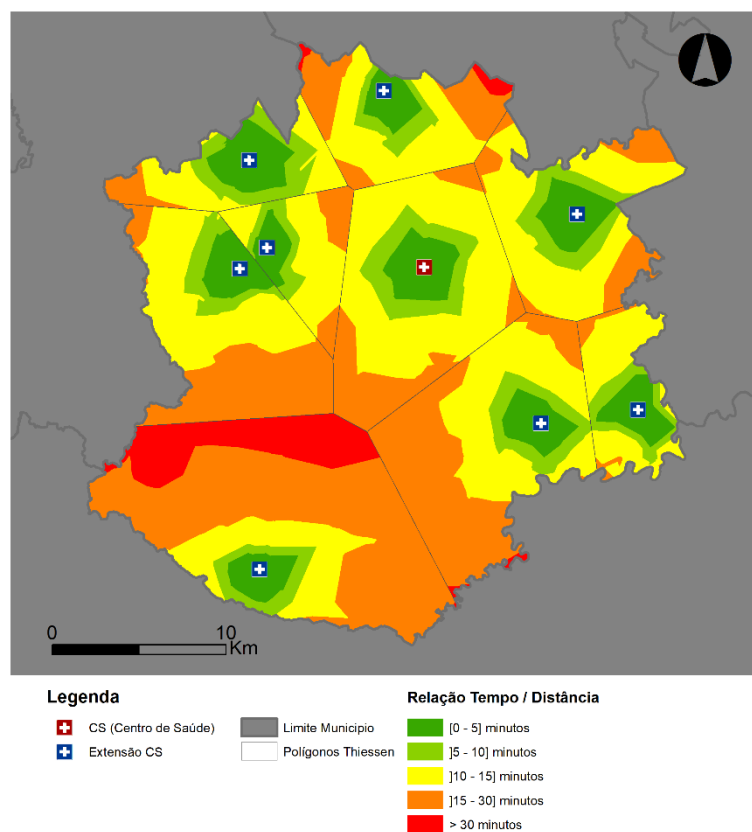 0 10
Km
Legenda
CS (Centro de Saúde)
Extensão CS
Limite Municipio
Polígonos Thiessen
Relação Tempo / Distância
]0 - 5] minutos
]5 - 10] minutos
]10 - 15] minutos
]15 - 30] minutos
> 30 minutos